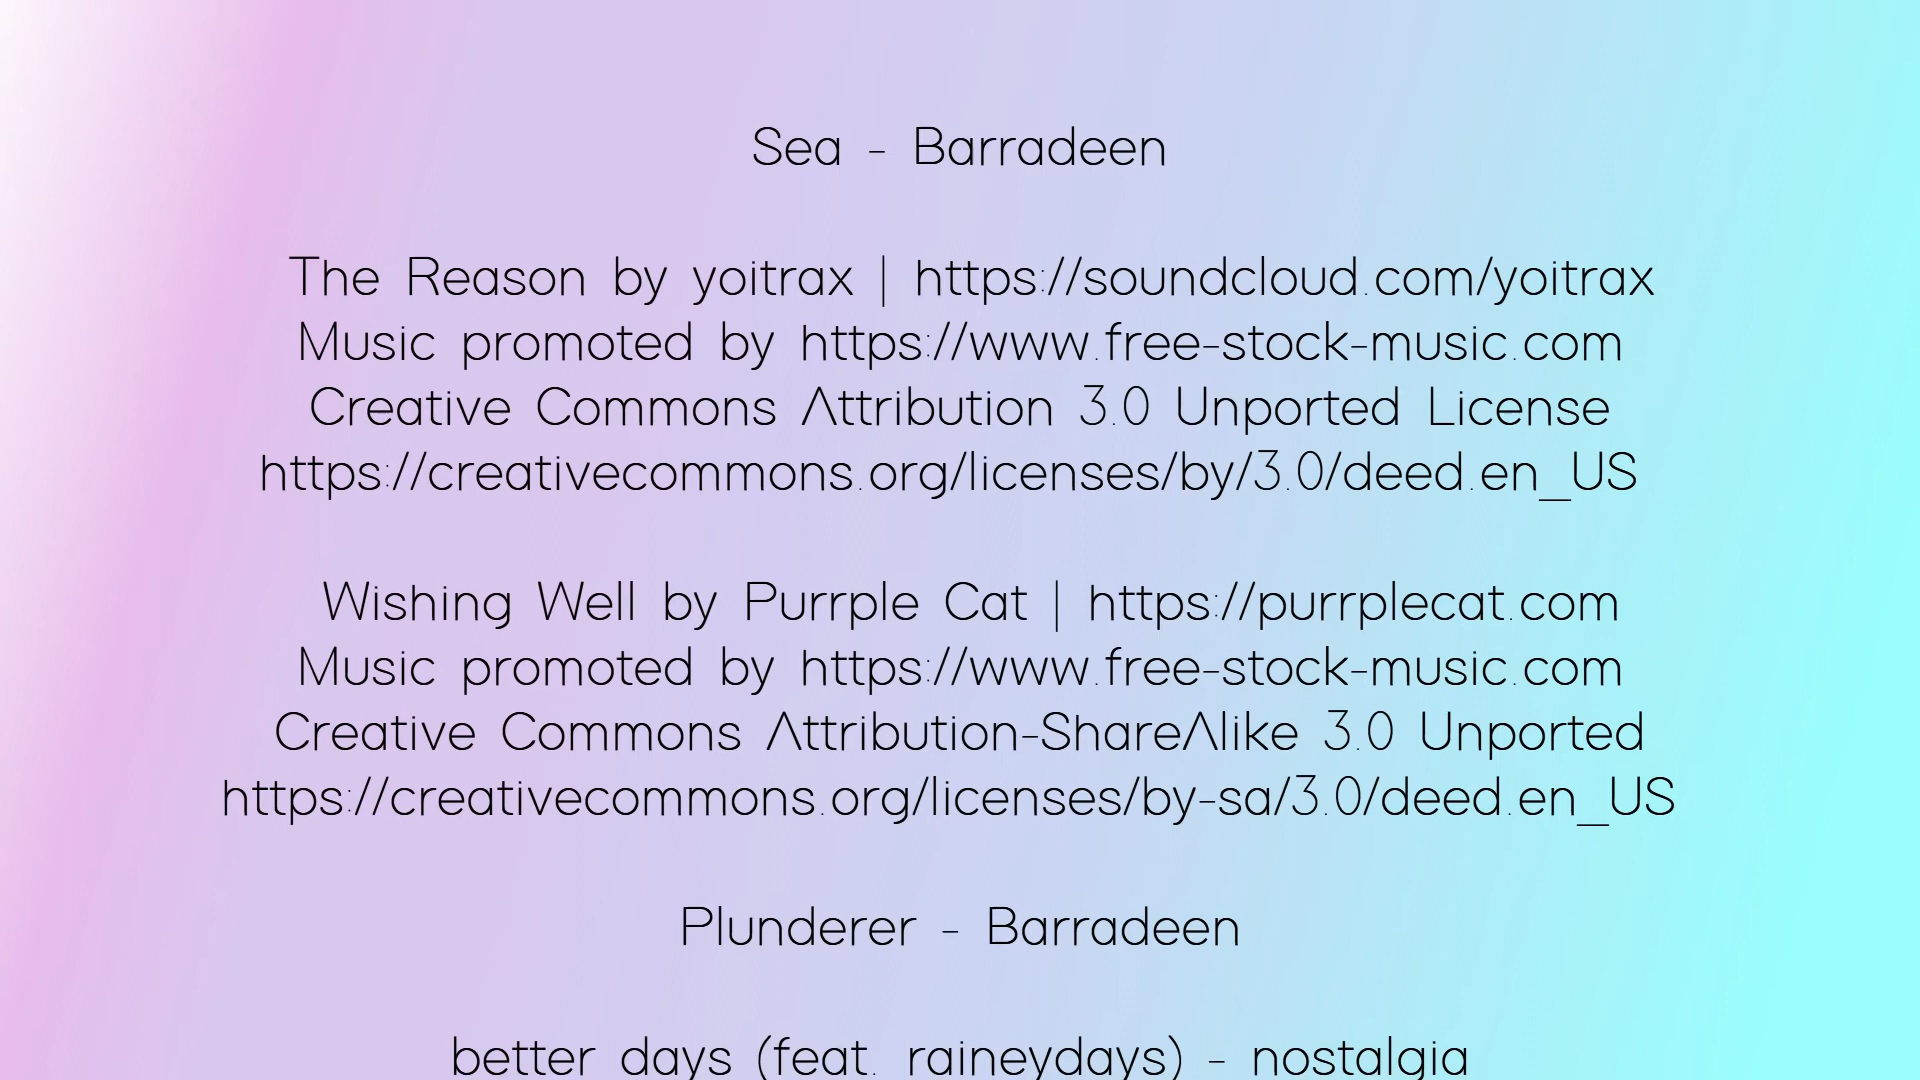 Sea - Barradeen
The Reason by yoitrax | https://soundcloud.com/yoitrax
Music promoted by https://www.free-stock-music.com
Creative Commons Attribution 3.0 Unported License
https://creativecommons.org/licenses/by/3.0/deed.en_US
Wishing Well by Purrple Cat | https://purrplecat.com
Music promoted by https://www.free-stock-music.com
Creative Commons Attribution-ShareAlike 3.0 Unported
https://creativecommons.org/licenses/by-sa/3.0/deed.en_US
Plunderer - Barradeen
better days (feat. raineydays) - nostalgia